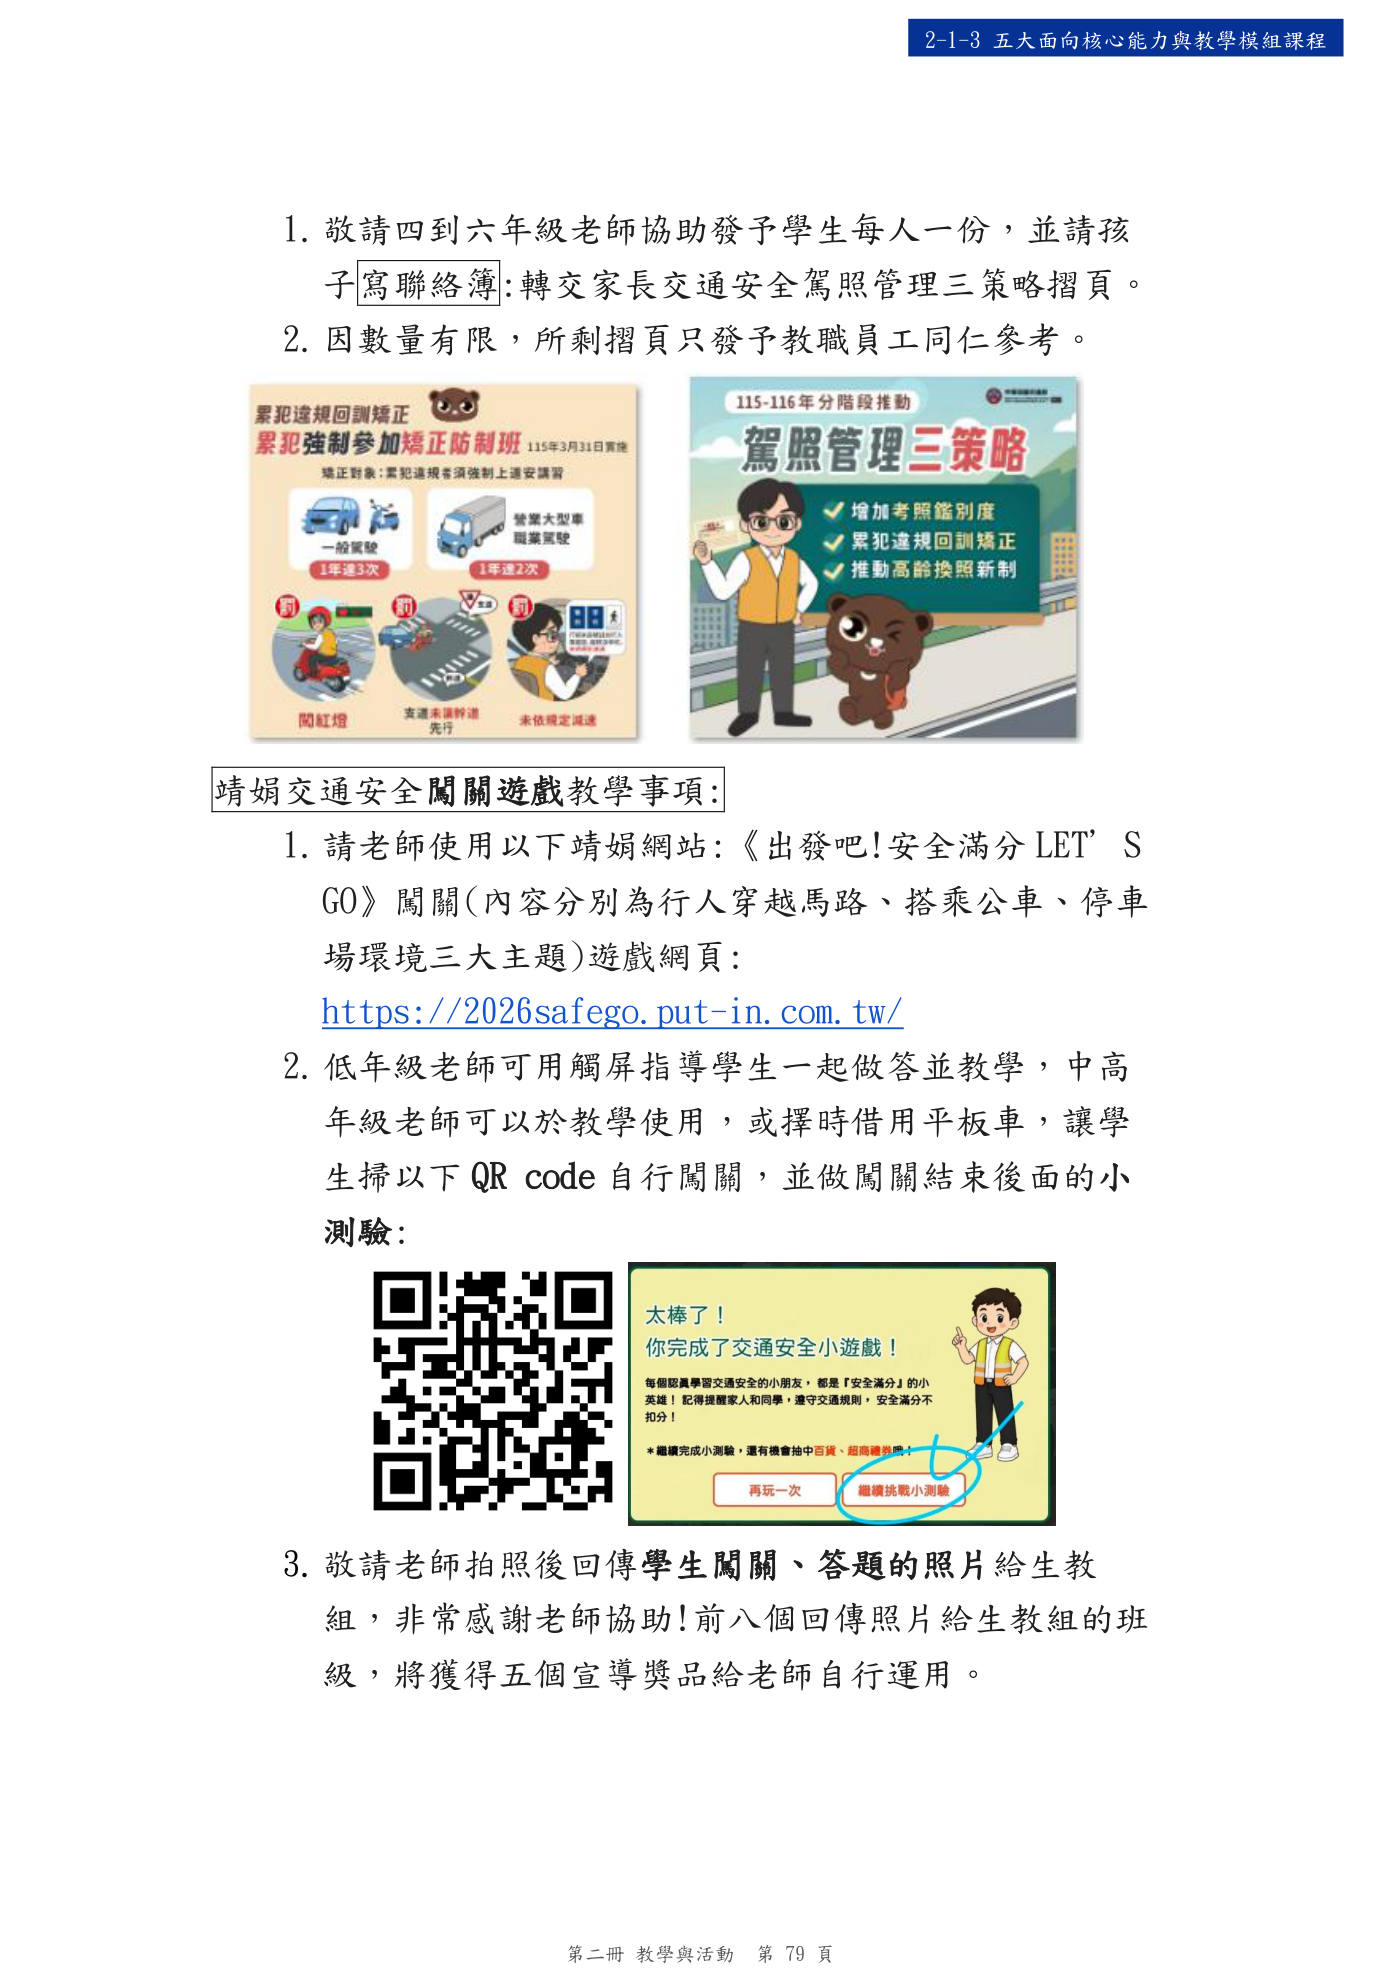 2-1-3 五大面向核心能力與教學模組課程
1. 敬請四到六年級老師協助發予學生每人一份，並請孩
子寫聯絡簿:轉交家長交通安全駕照管理三策略摺頁。
2. 因數量有限，所剩摺頁只發予教職員工同仁參考。
累犯違規回訓矯正
累犯強制參加矯正防制班 115年3月31日實施
矯正對象:累犯違規者須強制上道安講習
一般駕駛
1年達3次
營業大型車
職業駕駛
1年達2次
罰
罰
罰
支道
幹道
闖紅燈
支道未讓幹道
先行
未依規定減速
115-116年分階段推動
駕照管理三策略
增加考照鑑別度
累犯違規回訓矯正
推動高齡換照新制
靖娟交通安全闖關遊戲教學事項:
1. 請老師使用以下靖娟網站:《出發吧!安全滿分 LET’S
GO》闖關(內容分別為行人穿越馬路、搭乘公車、停車
場環境三大主題)遊戲網頁:
https://2026safego.put-in.com.tw/
2. 低年級老師可用觸屏指導學生一起做答並教學，中高
年級老師可以於教學使用，或擇時借用平板車，讓學
生掃以下 QR code 自行闖關，並做闖關結束後面的小
測驗:
太棒了！
你完成了交通安全小遊戲！
每個認真學習交通安全的小朋友， 都是『安全滿分』的小
英雄！ 記得提醒家人和同學，遵守交通規則， 安全滿分不
扣分！
＊繼續完成小測驗，還有機會抽中百貨、超商禮券哦！
再玩一次
繼續挑戰小測驗
3. 敬請老師拍照後回傳學生闖關、答題的照片給生教
組，非常感謝老師協助!前八個回傳照片給生教組的班
級，將獲得五個宣導獎品給老師自行運用。
第二冊 教學與活動 第 79 頁